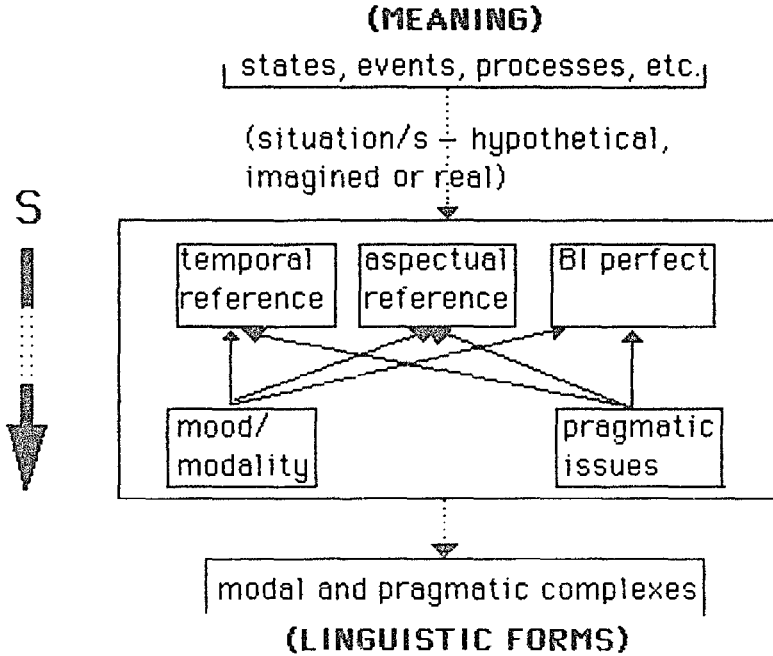 (MEANING)
states, events, processes, etc.
(situation/s – hypothetical,
imagined or real)
S
temporal
reference
aspectual
reference
BI perfect
mood/
modality
pragmatic
issues
modal and pragmatic complexes
(LINGUISTIC FORMS)